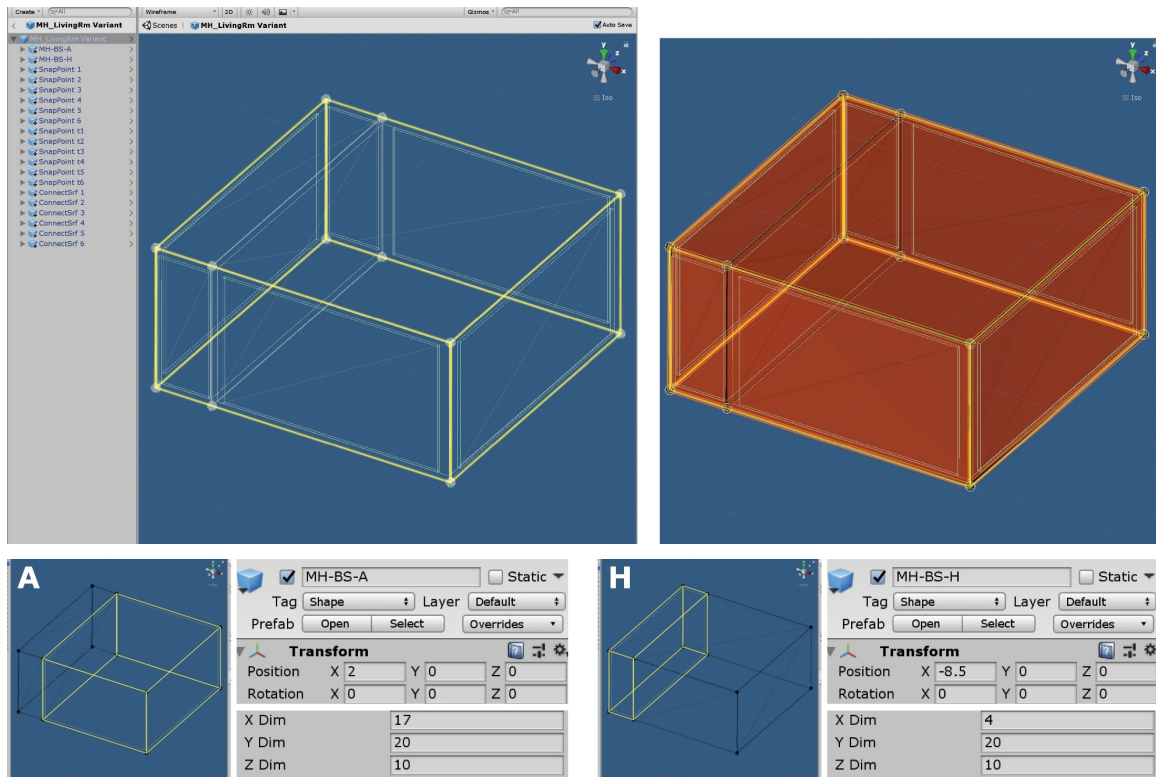 Create
All
Wireframe
2D
Gizmos
All
MH_LivingRm Variant
Scenes
MH_LivingRm Variant
Auto Save
MH_LivingRm Variant
MH-BS-A
MH-BS-H
SnapPoint 1
SnapPoint 2
SnapPoint 3
SnapPoint 4
SnapPoint 5
SnapPoint 6
SnapPoint t1
SnapPoint t2
SnapPoint t3
SnapPoint t4
SnapPoint t5
SnapPoint t6
ConnectSrf 1
ConnectSrf 2
ConnectSrf 3
ConnectSrf 4
ConnectSrf 5
ConnectSrf 6
y
z
x
Iso
y
z
x
Iso
A
MH-BS-A
Static
Tag Shape Layer Default
Prefab Open Select Overrides
Transform
Position X 2 Y 0 Z 0
Rotation X 0 Y 0 Z 0
X Dim 17
Y Dim 20
Z Dim 10
H
MH-BS-H
Static
Tag Shape Layer Default
Prefab Open Select Overrides
Transform
Position X -8.5 Y 0 Z 0
Rotation X 0 Y 0 Z 0
X Dim 4
Y Dim 20
Z Dim 10